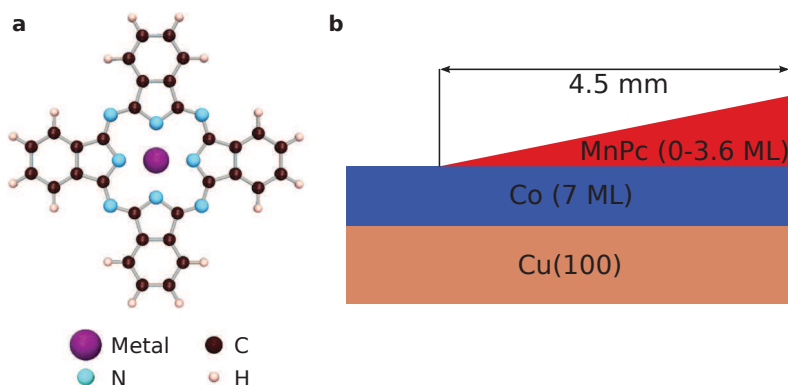 a
b
4.5 mm
MnPc (0-3.6 ML)
Co (7 ML)
Cu(100)
Metal
C
N
H